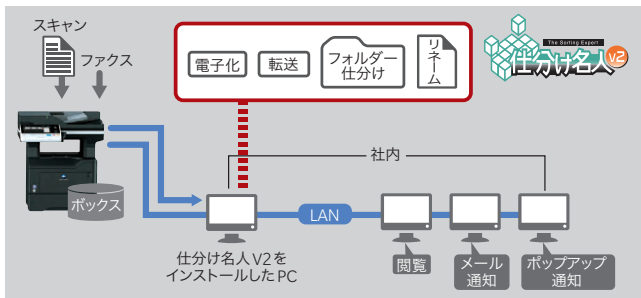 スキャン
ファクス
電子化
転送
フォルダー
仕分け
リネーム
The Sorting Expert
仕分け名人V2
社内
ボックス
LAN
仕分け名人V2を
インストールしたPC
閲覧
メール
通知
ポップアップ
通知